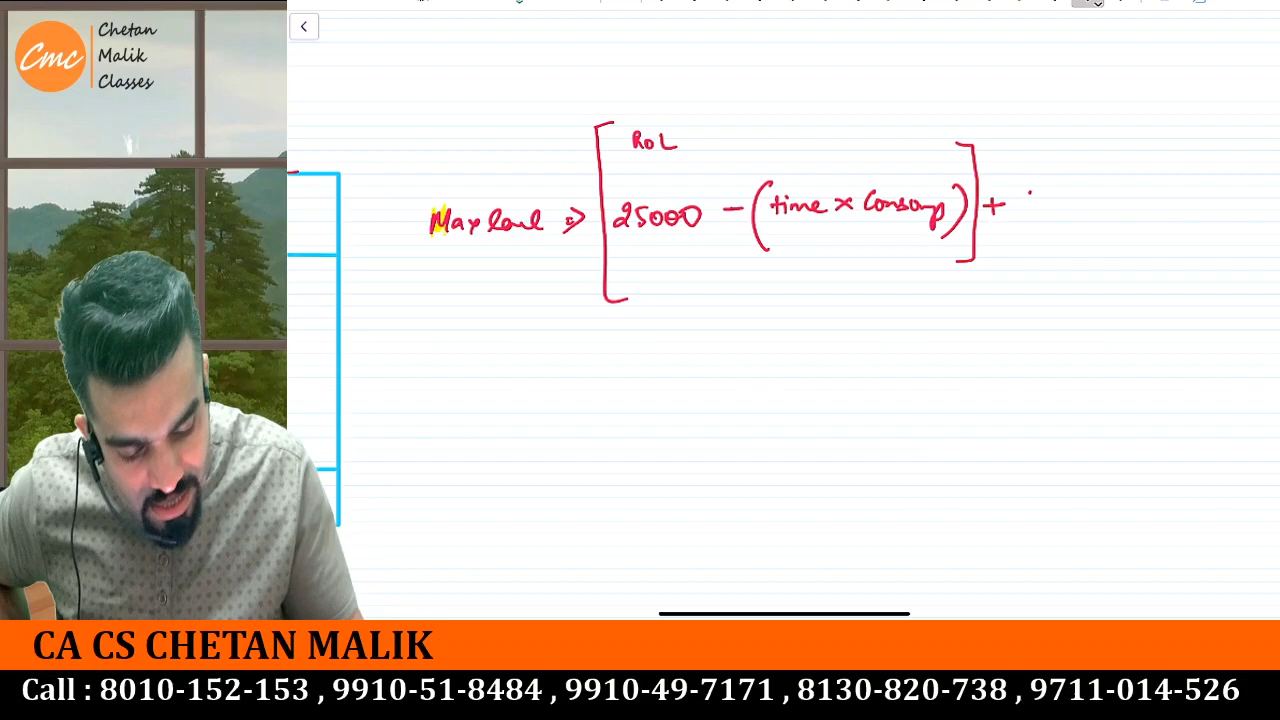 Cmc
Chetan
Malik
Classes
ROL
Max level ⇒ [ 25000 - (time × Consump) ] +
CA CS CHETAN MALIK
Call : 8010-152-153 , 9910-51-8484 , 9910-49-7171 , 8130-820-738 , 9711-014-526